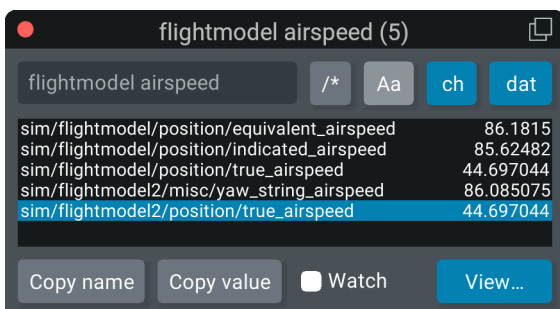 flightmodel airspeed (5)
flightmodel airspeed /* Aa ch dat
sim/flightmodel/position/equivalent_airspeed 86.1815
sim/flightmodel/position/indicated_airspeed 85.62482
sim/flightmodel/position/true_airspeed 44.697044
sim/flightmodel2/misc/yaw_string_airspeed 86.085075
sim/flightmodel2/position/true_airspeed 44.697044
Copy name Copy value Watch View...